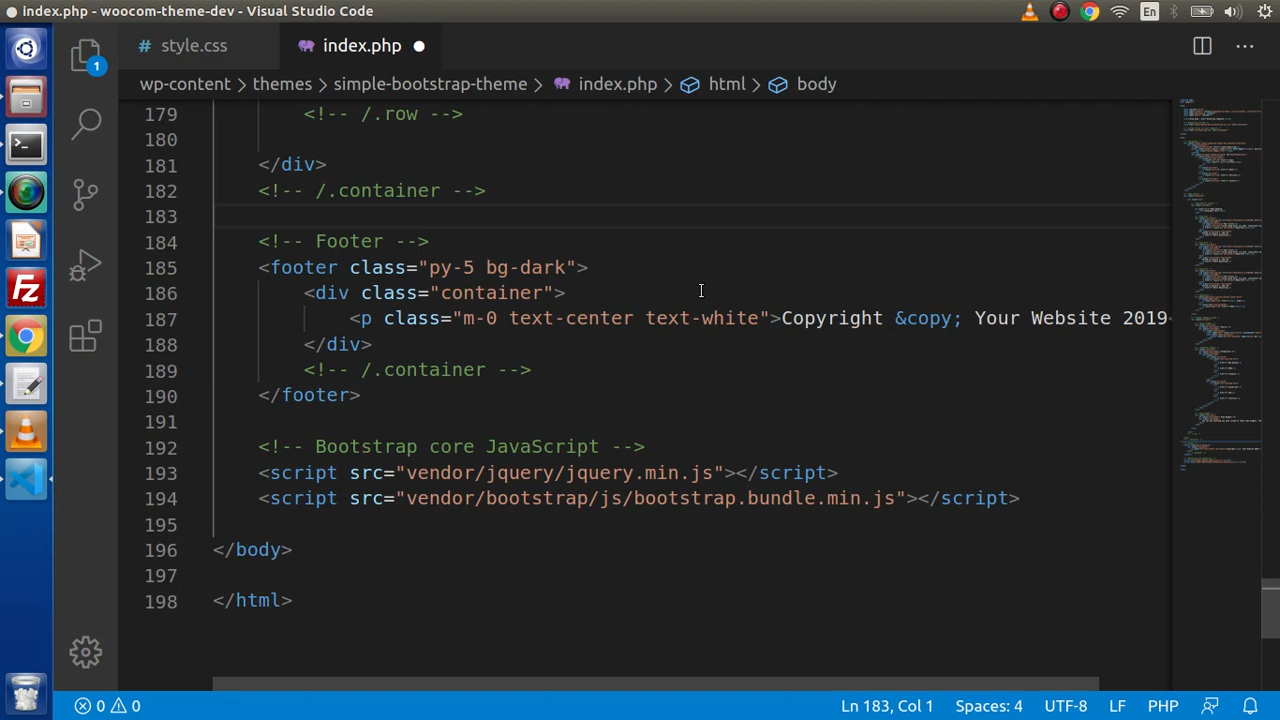 index.php - woocom-theme-dev - Visual Studio Code
En
# style.css
index.php
wp-content > themes > simple-bootstrap-theme > index.php > html > body
1
179 <!-- /.row -->
180
181 </div>
182 <!-- /.container -->
183
184 <!-- Footer -->
185 <footer class="py-5 bg-dark">
186 <div class="container">
187 <p class="m-0 text-center text-white">Copyright &copy; Your Website 2019<
188 </div>
189 <!-- /.container -->
190 </footer>
191
192 <!-- Bootstrap core JavaScript -->
193 <script src="vendor/jquery/jquery.min.js"></script>
194 <script src="vendor/bootstrap/js/bootstrap.bundle.min.js"></script>
195
196 </body>
197
198 </html>
0 0
Ln 183, Col 1
Spaces: 4
UTF-8
LF
PHP